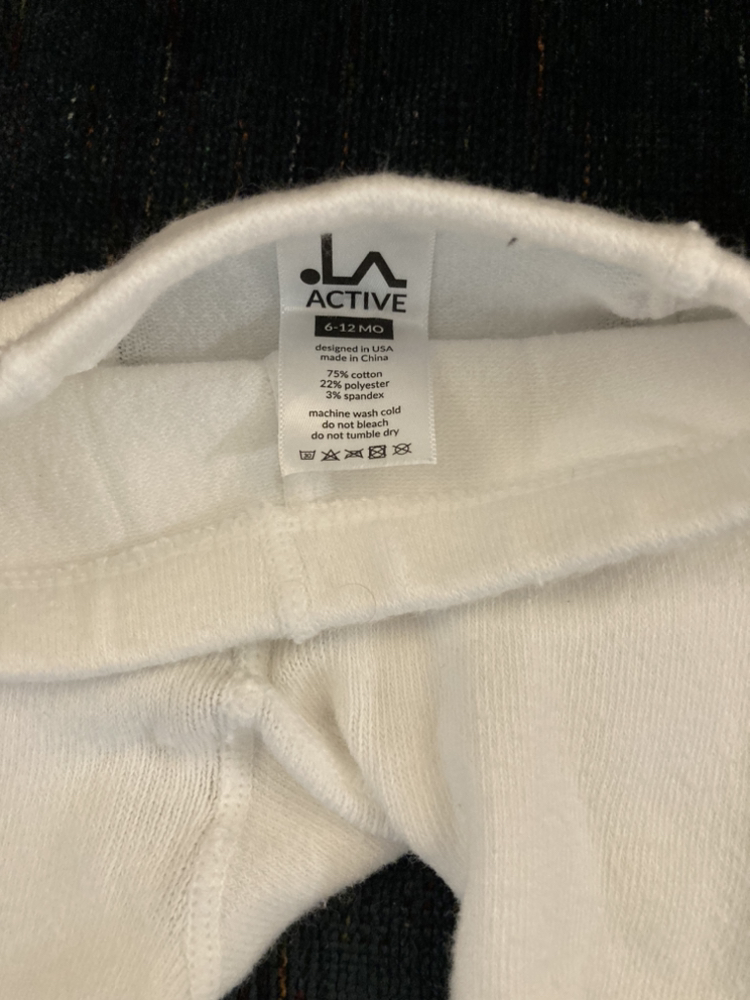 .LA
ACTIVE
6-12 MO
designed in USA
made in China
75% cotton
22% polyester
3% spandex
machine wash cold
do not bleach
do not tumble dry